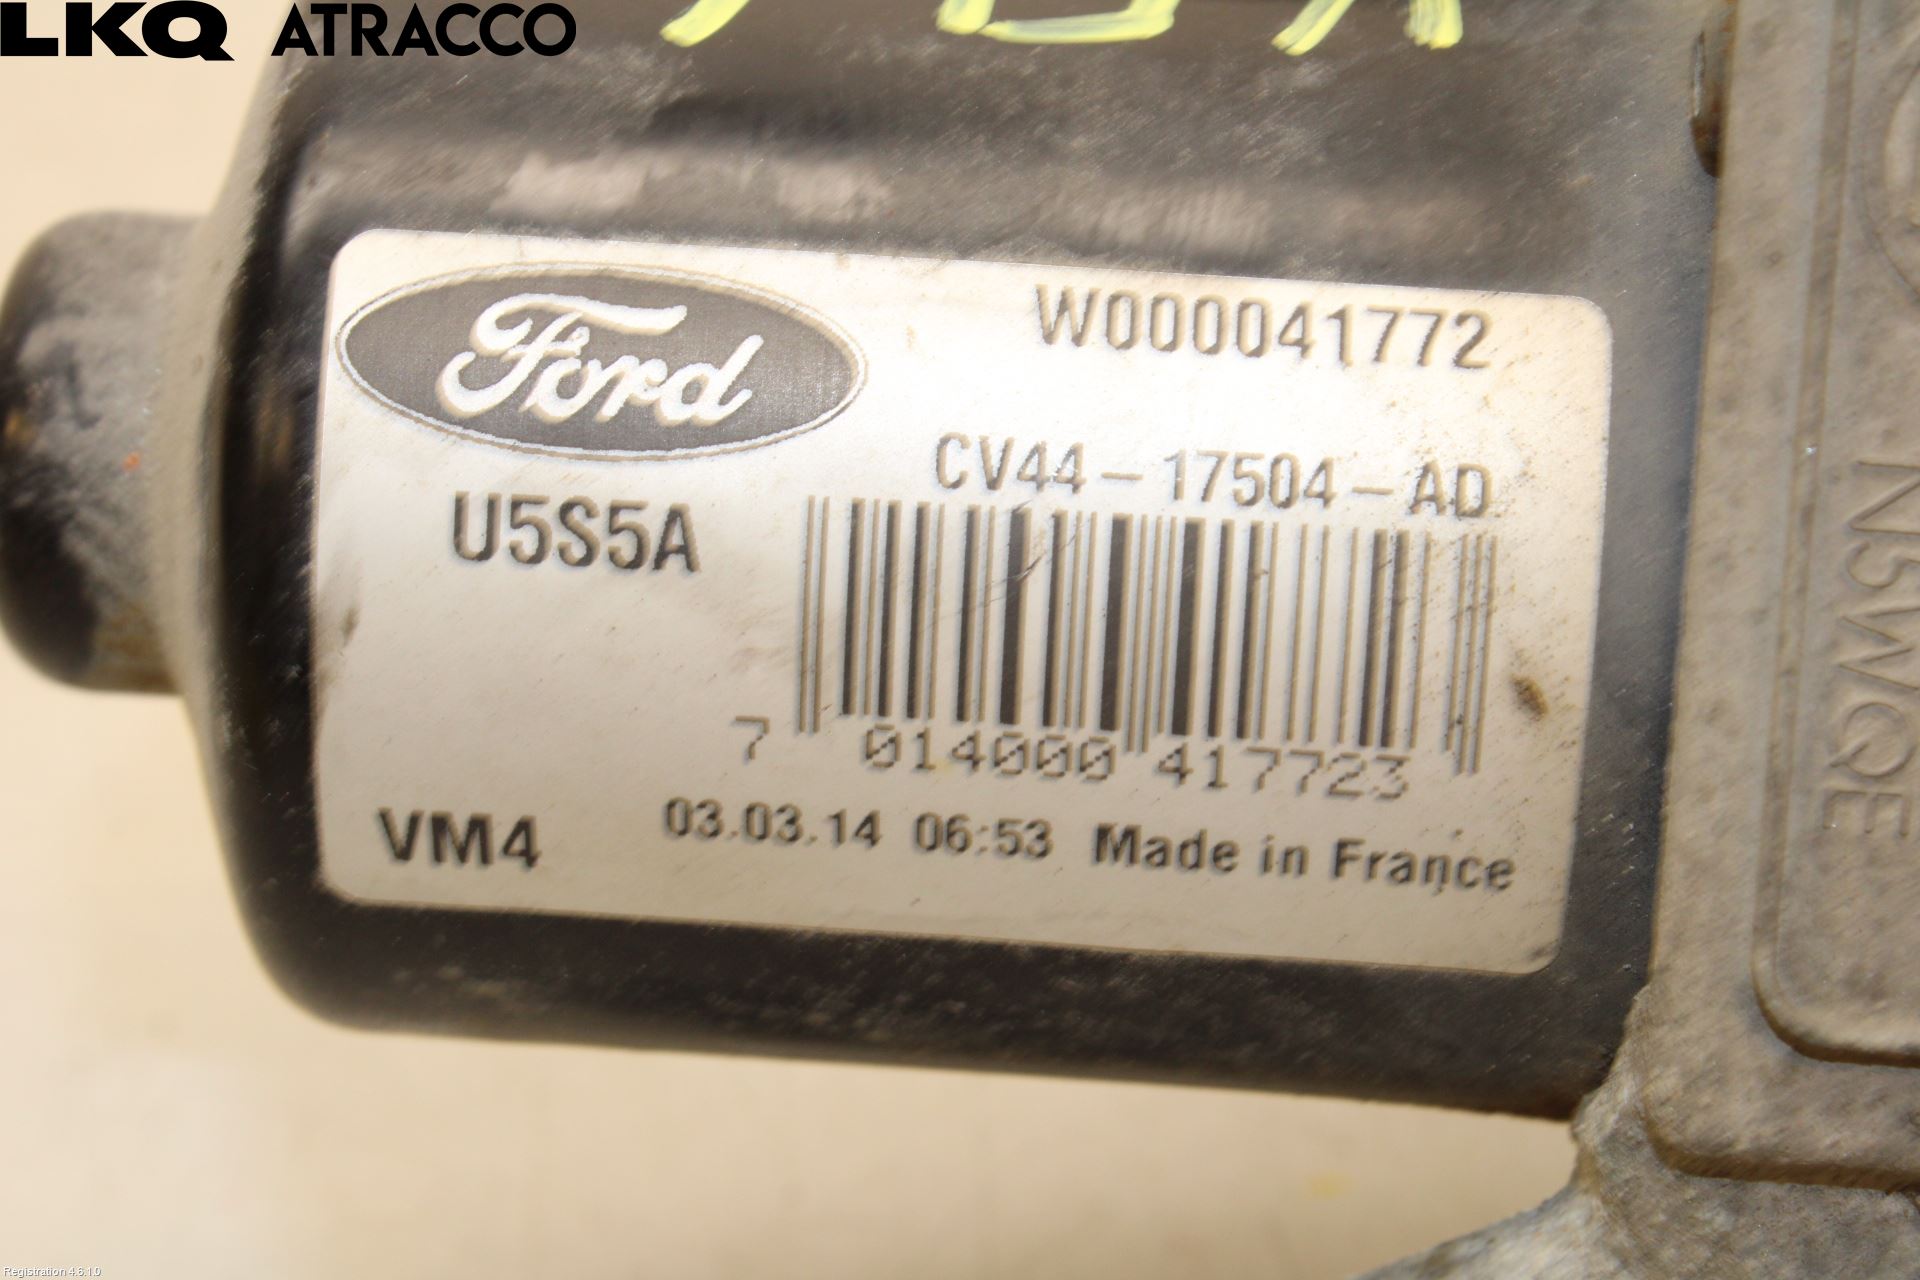 LKQ ATRACCO
Ford
W000041772
CV44-17504-AD
U5S5A
7 014000 417723
VM4
03.03.14 06:53 Made in France
N5WQE
Registration 4.6.1.0